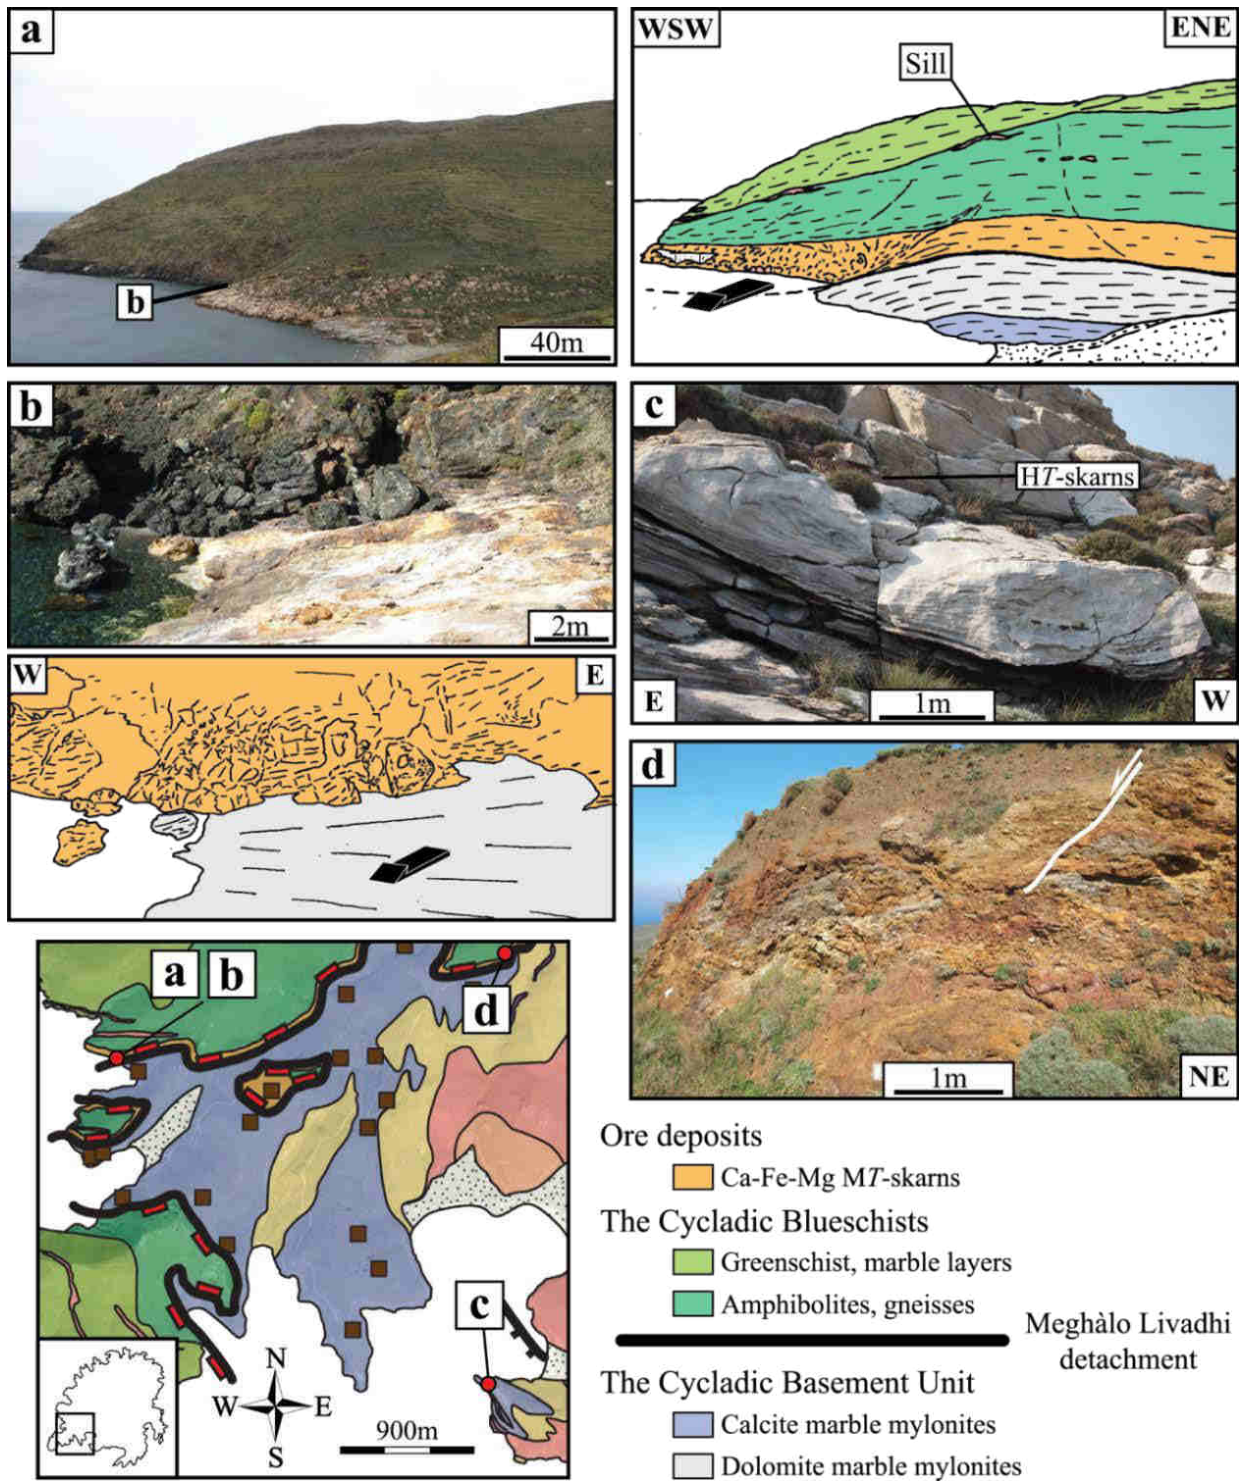 a
b
40m
WSW
ENE
Sill
b
2m
W
E
c
HT-skarns
E
1m
W
d
1m
NE
a
b
d
c
N
W
E
S
900m
Ore deposits
Ca-Fe-Mg MT-skarns
The Cycladic Blueschists
Greenschist, marble layers
Amphibolites, gneisses
Meghàlo Livadhi
detachment
The Cycladic Basement Unit
Calcite marble mylonites
Dolomite marble mylonites